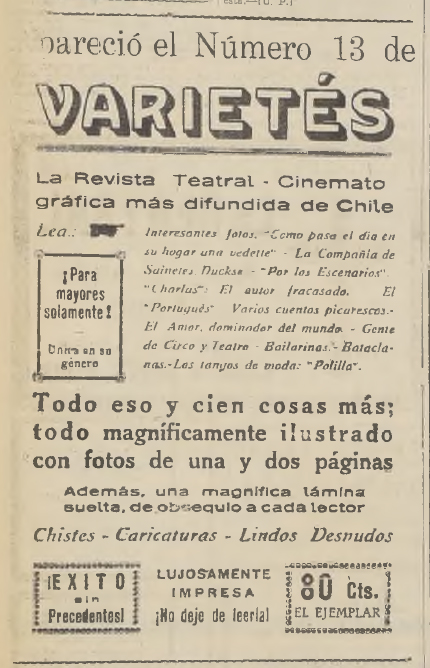 pareció el Número 13 de
VARIETÉS
La Revista Teatral - Cinemato
gráfica más difundida de Chile
Lea.:
¡Para
mayores
solamente!
Unica en su
género
Interesantes fotos. "Como pasa el día en
su hogar una vedette" - La Compañía de
Sainetes Duckse - "Por los Escenarios".
"Charlus": El autor fracasado. El
"Portugués" Varios cuentos picarescos.-
El Amor, dominador del mundo. - Gente
de Circo y Teatro - Bailarinas.- Batacla-
nas.-Los tangos de moda: "Polilla".
Todo eso y cien cosas más;
todo magníficamente ilustrado
con fotos de una y dos páginas
Además, una magnífica lámina
suelta, de obsequio a cada lector
Chistes - Caricaturas - Lindos Desnudos
¡EXITO
sin
Precedentes!
LUJOSAMENTE
IMPRESA
¡No deje de leerla!
80 Cts.
EL EJEMPLAR